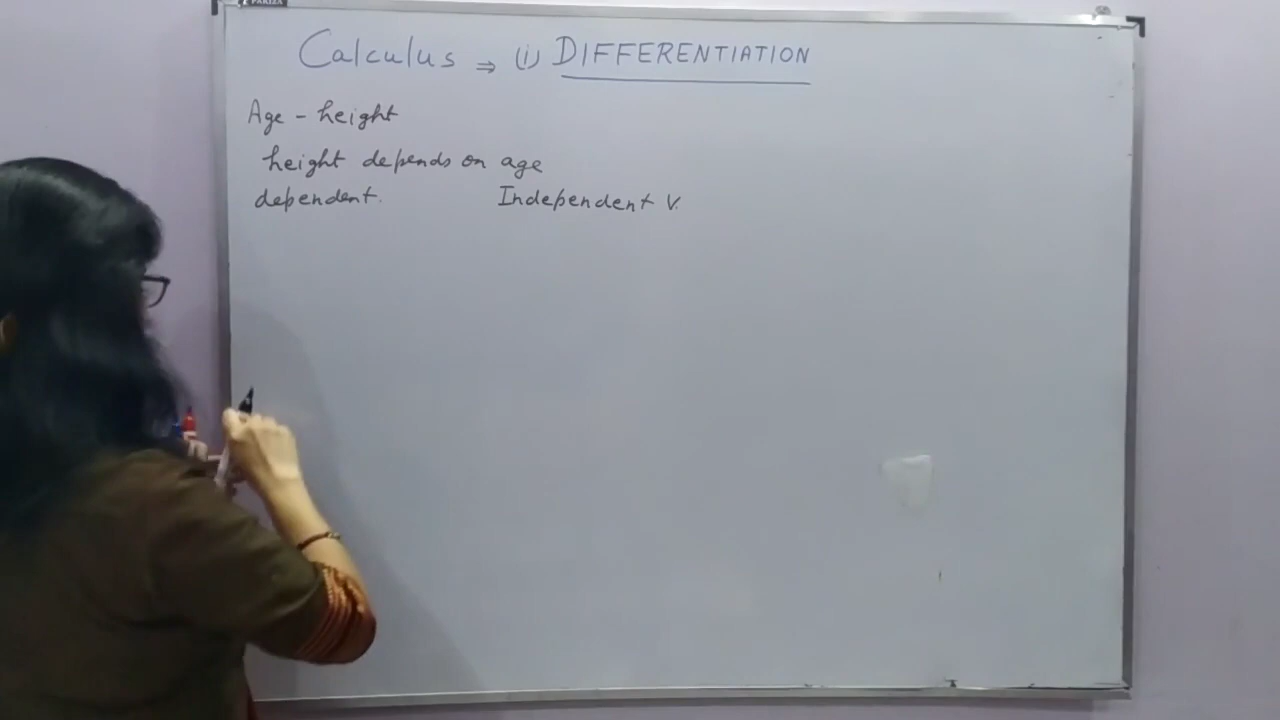 Calculus ⇒ (i) DIFFERENTIATION
Age - height
height depends on age
dependent. Independent V.